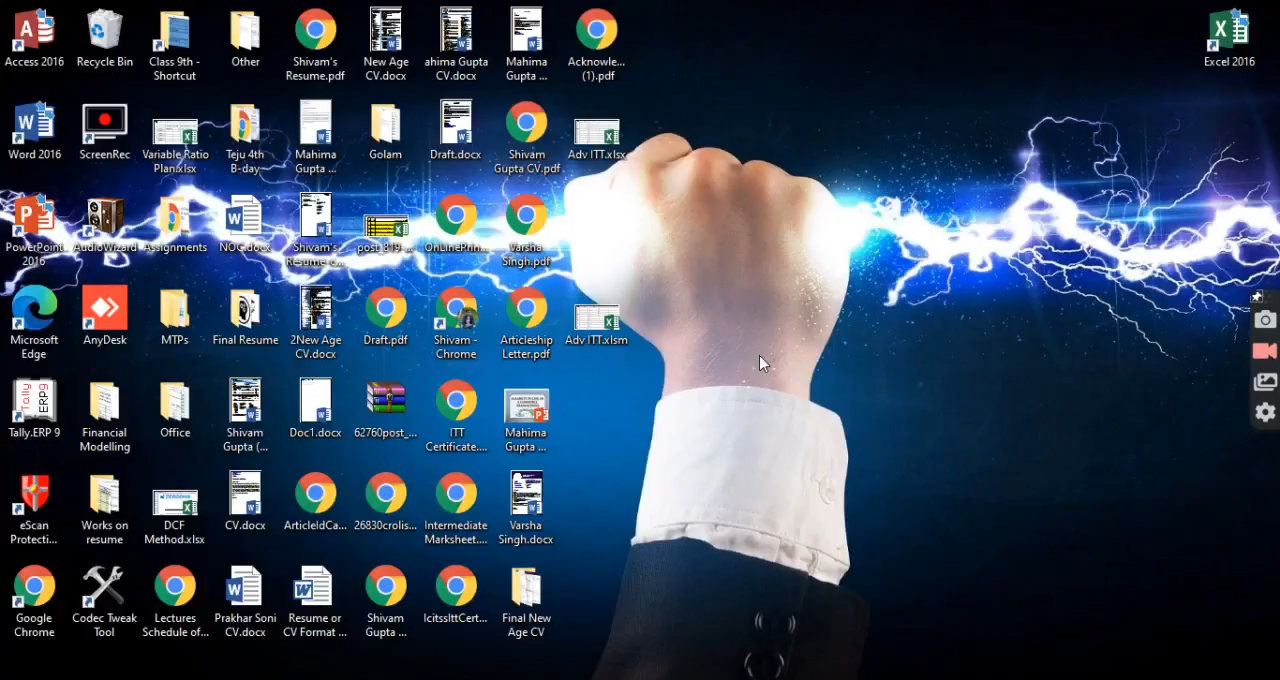 Access 2016
Recycle Bin
Class 9th -
Shortcut
Other
Shivam's
Resume.pdf
New Age
CV.docx
ahima Gupta
CV.docx
Mahima
Gupta ...
Acknowle...
(1).pdf
Excel 2016
Word 2016
ScreenRec
Variable Ratio
Plan.xlsx
Teju 4th
B-day
Mahima
Gupta ...
Golam
Draft.docx
Shivam
Gupta CV.pdf
Adv ITT.xlsx
PowerPoint
2016
AudioWizard
Assignments
NOC.docx
Shivam's
Resume-c...
post_819-...
OnLinePrin...
Varsha
Singh.pdf
Microsoft
Edge
AnyDesk
MTPs
Final Resume
2New Age
CV.docx
Draft.pdf
Shivam -
Chrome
Articleship
Letter.pdf
Adv ITT.xlsm
Tally
ERP9
Tally.ERP 9
Financial
Modelling
Office
Shivam
Gupta (...
Doc1.docx
62760post_...
ITT
Certificate....
Mahima
Gupta ...
eScan
Protecti...
Works on
resume
DCF
Method.xlsx
CV.docx
ArticleIdCa...
26830crolis...
Intermediate
Marksheet....
Varsha
Singh.docx
Google
Chrome
Codec Tweak
Tool
Lectures
Schedule of...
Prakhar Soni
CV.docx
Resume or
CV Format ...
Shivam
Gupta ...
IcitssIttCert...
Final New
Age CV